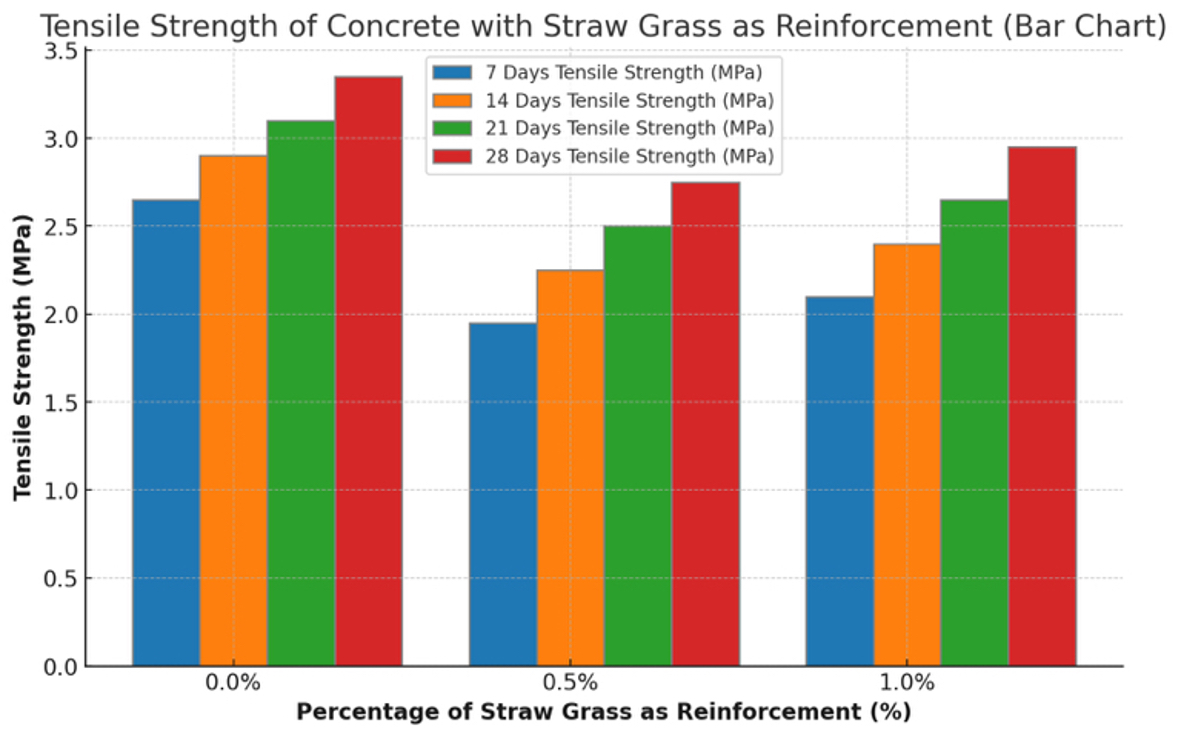 Tensile Strength of Concrete with Straw Grass as Reinforcement (Bar Chart)
7 Days Tensile Strength (MPa)
14 Days Tensile Strength (MPa)
21 Days Tensile Strength (MPa)
28 Days Tensile Strength (MPa)
Tensile Strength (MPa)
3.5
3.0
2.5
2.0
1.5
1.0
0.5
0.0
0.0% 0.5% 1.0%
Percentage of Straw Grass as Reinforcement (%)